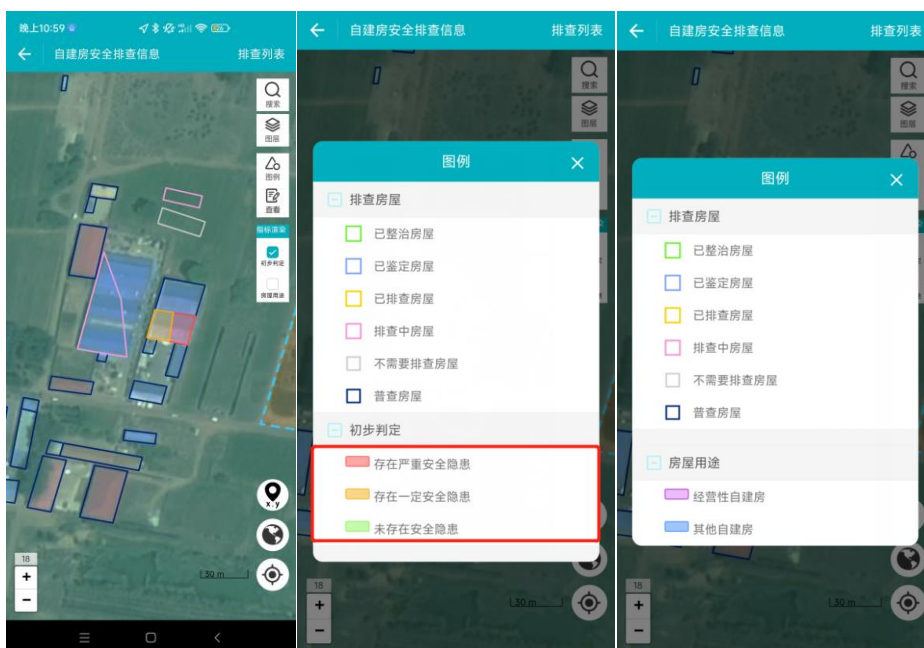 晚上10:59
自建房安全排查信息
排查列表
搜索
图层
图例
查看
指标渲染
初步判定
房屋用途
x.y
18
+
−
30 m
自建房安全排查信息
排查列表
搜索
图层
图例
排查房屋
已整治房屋
已鉴定房屋
已排查房屋
排查中房屋
不需要排查房屋
普查房屋
初步判定
存在严重安全隐患
存在一定安全隐患
未存在安全隐患
18
+
−
30 m
自建房安全排查信息
排查列表
搜索
图层
图例
排查房屋
已整治房屋
已鉴定房屋
已排查房屋
排查中房屋
不需要排查房屋
普查房屋
房屋用途
经营性自建房
其他自建房
18
+
−
30 m